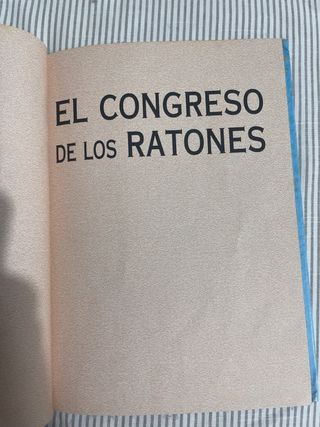 EL CONGRESO
DE LOS RATONES